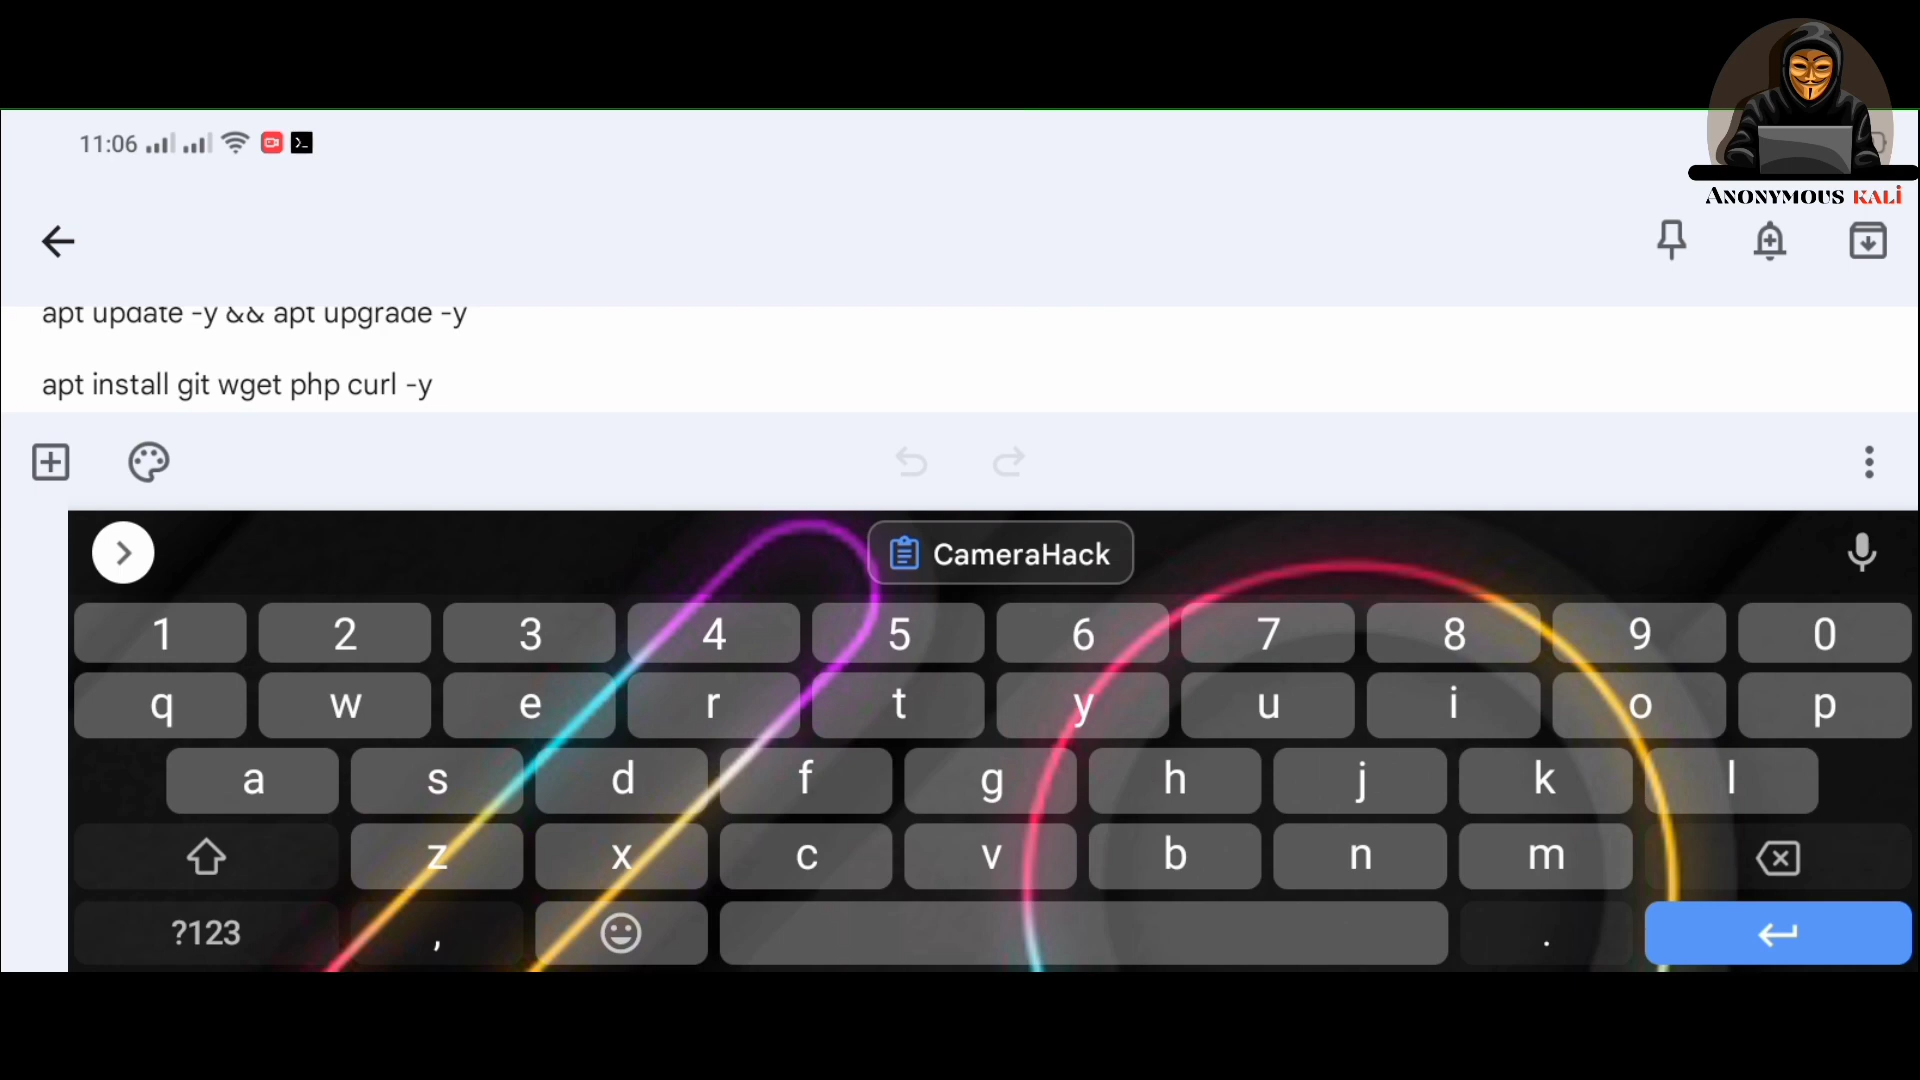 11:06
ANONYMOUS KALI
apt update -y && apt upgrade -y
apt install git wget php curl -y
CameraHack
1 2 3 4 5 6 7 8 9 0
q w e r t y u i o p
a s d f g h j k l
z x c v b n m
?123 , .